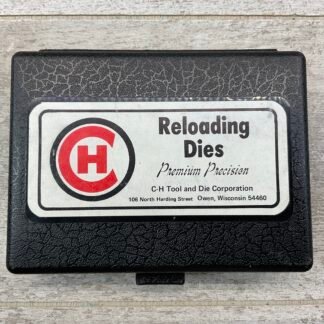 CH
Reloading
Dies
Premium Precision
C-H Tool and Die Corporation
106 North Harding Street Owen, Wisconsin 54460